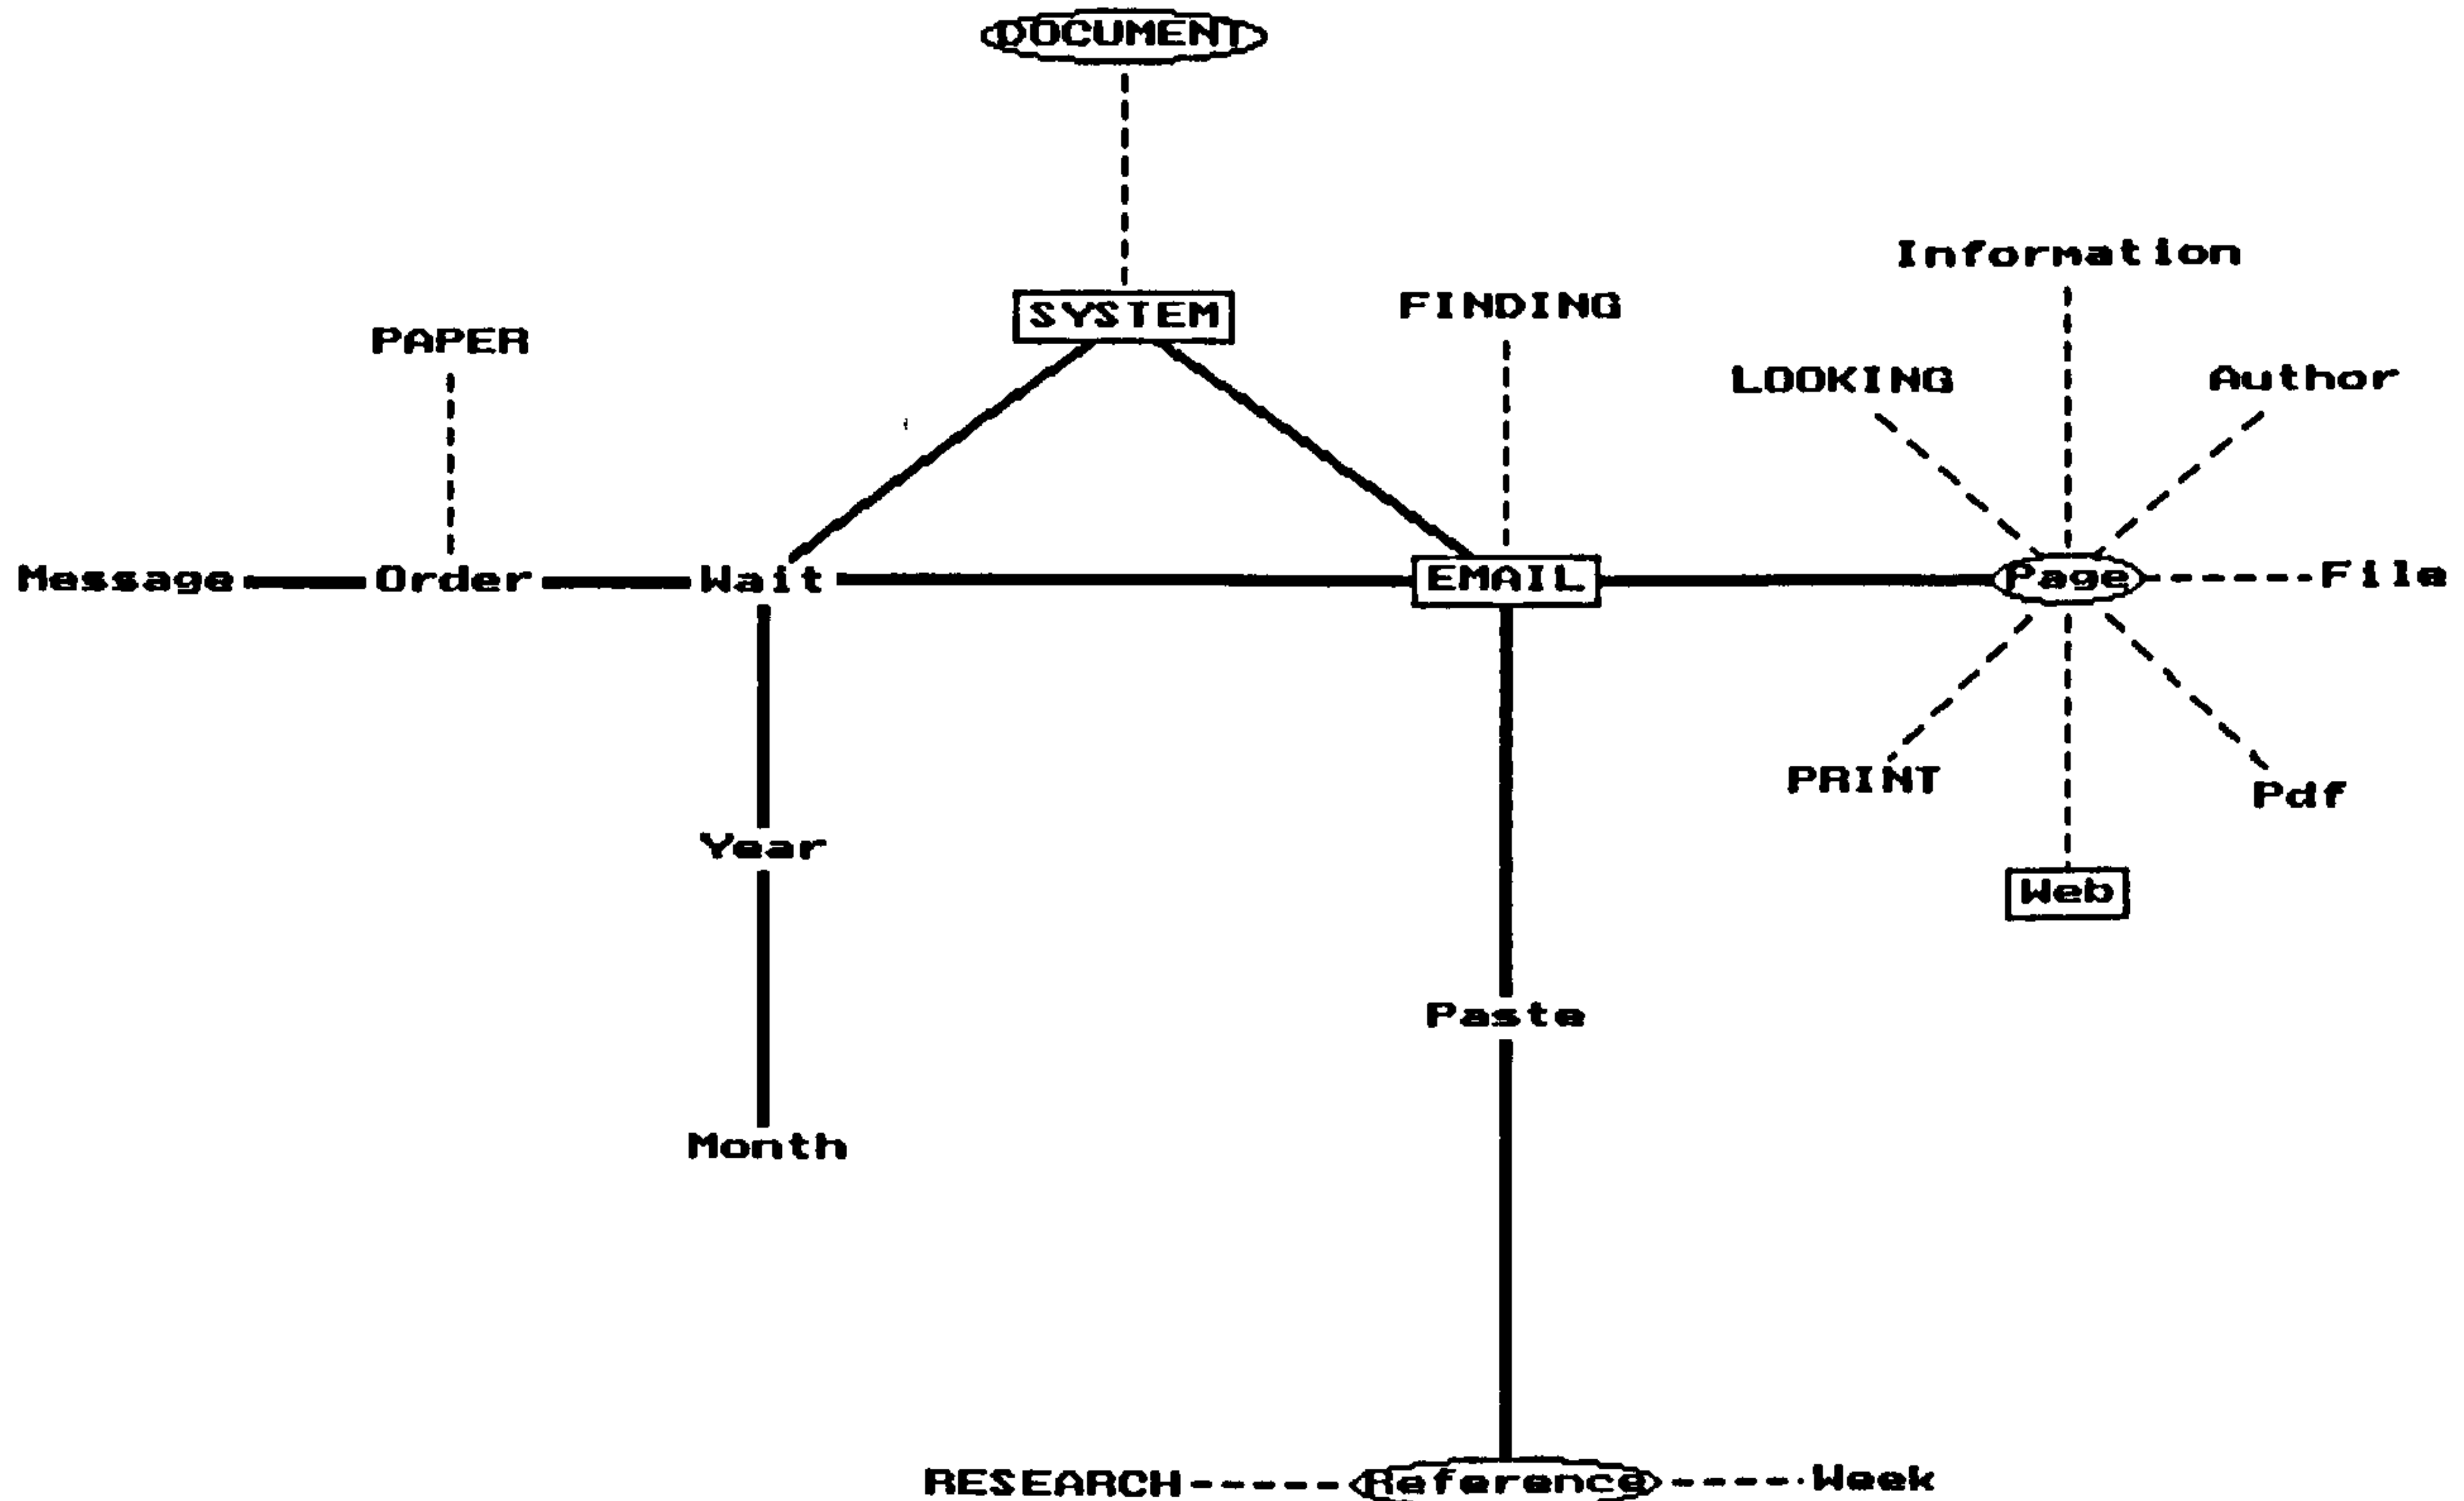 DOCUMENT
Information
SYSTEM
FINDING
PAPER
LOOKING
Author
Message
Order
Wait
EMAIL
Page
File
PRINT
Pdf
Year
Web
Paste
Month
RESEARCH
Reference
Week